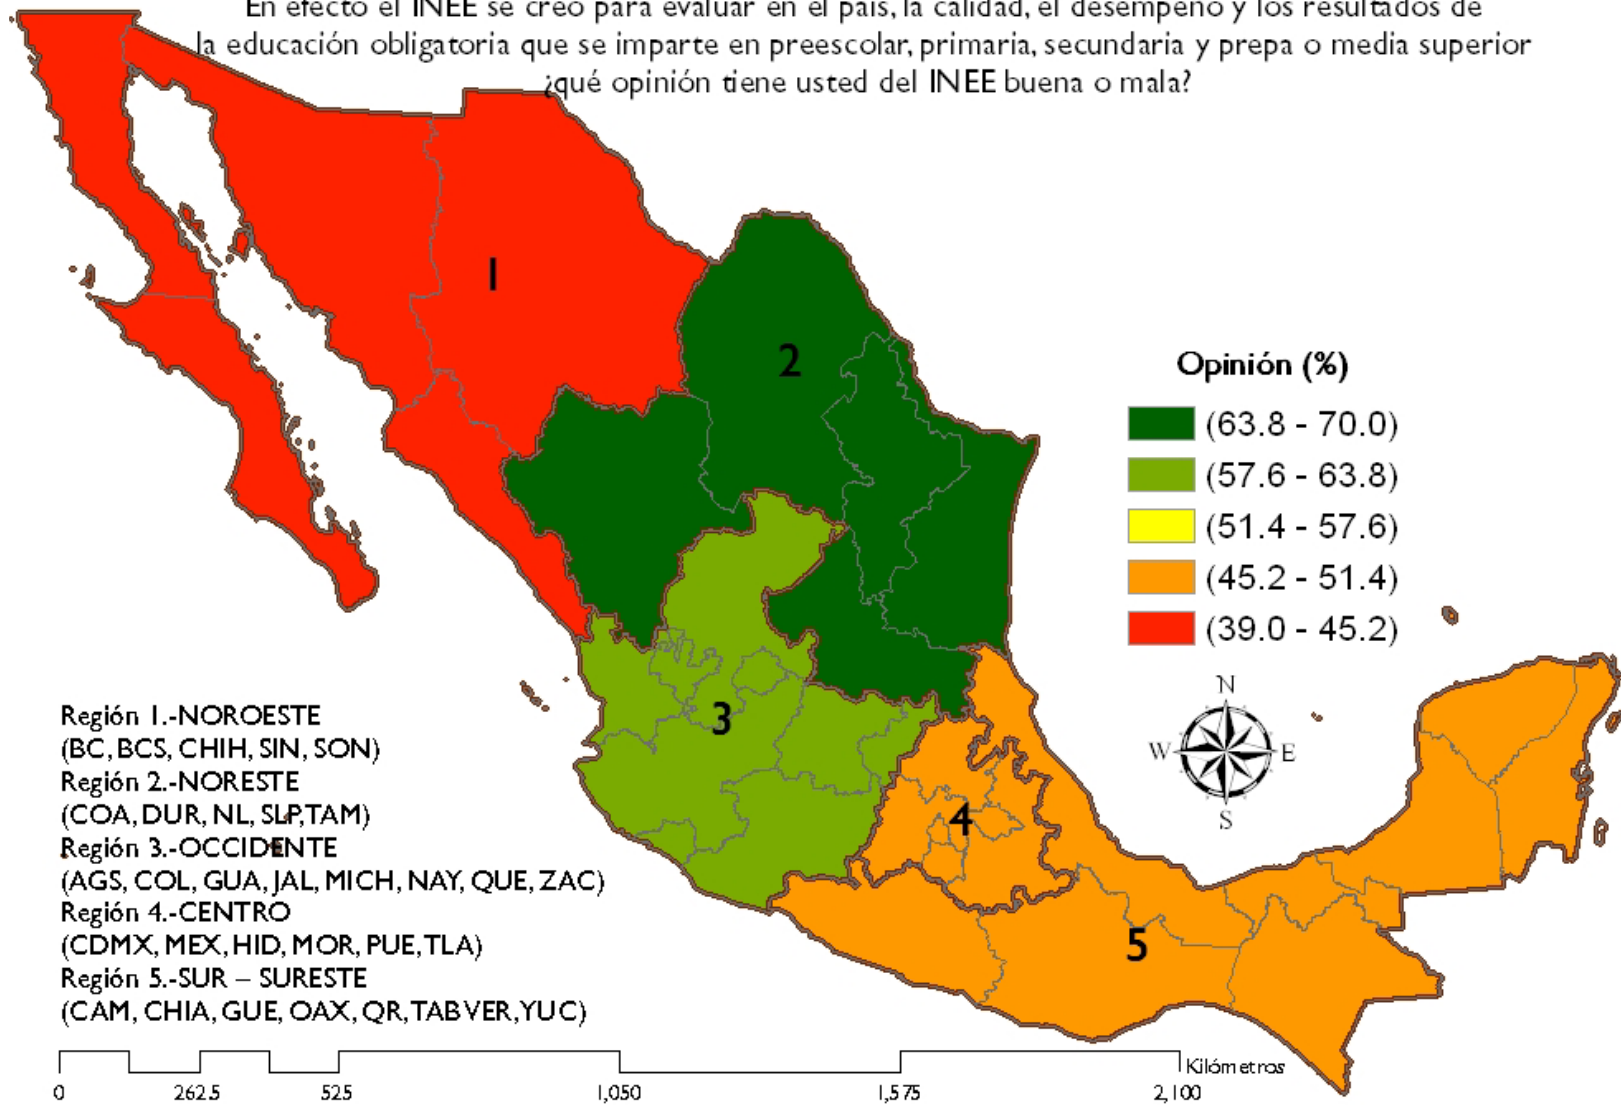 En efecto el INEE se creó para evaluar en el país, la calidad, el desempeño y los resultados de
la educación obligatoria que se imparte en preescolar, primaria, secundaria y prepa o media superior
¿qué opinión tiene usted del INEE buena o mala?
1
2
3
4
5
Opinión (%)
(63.8 - 70.0)
(57.6 - 63.8)
(51.4 - 57.6)
(45.2 - 51.4)
(39.0 - 45.2)
N
W E
S
Región 1.-NOROESTE
(BC, BCS, CHIH, SIN, SON)
Región 2.-NORESTE
(COA, DUR, NL, SLP,TAM)
Región 3.-OCCIDENTE
(AGS, COL, GUA, JAL, MICH, NAY, QUE, ZAC)
Región 4.-CENTRO
(CDMX, MEX, HID, MOR, PUE,TLA)
Región 5.-SUR – SURESTE
(CAM, CHIA, GUE, OAX, QR,TAB VER,YUC)
Kilómetros
0 262.5 525 1,050 1,575 2,100